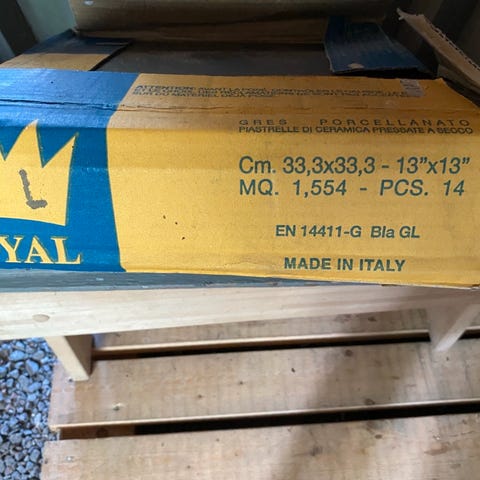 GRES PORCELLANATO
PIASTRELLE DI CERAMICA PRESSATE A SECCO
Cm. 33,3x33,3 - 13"x13"
MQ. 1,554 - PCS. 14
EN 14411-G BIa GL
MADE IN ITALY
L
YAL